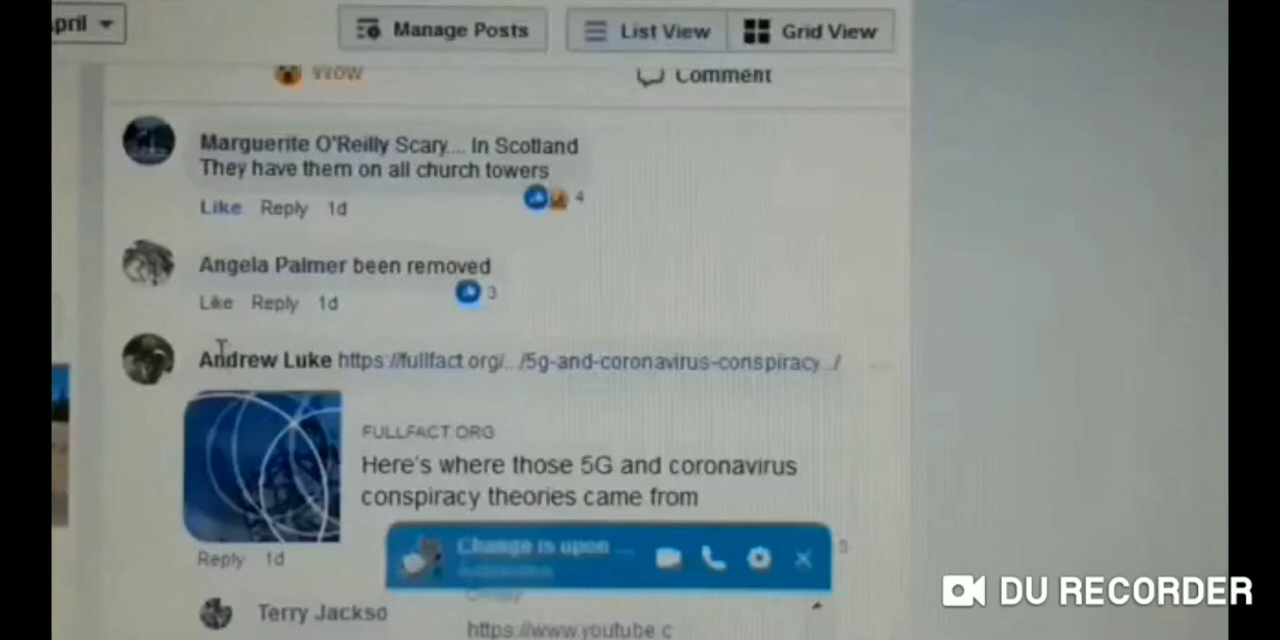 pril
Manage Posts
List View
Grid View
Wow
Comment
Marguerite O'Reilly Scary.... In Scotland
They have them on all church towers
4
Like Reply 1d
Angela Palmer been removed
3
Like Reply 1d
Andrew Luke https://fullfact.org/.../5g-and-coronavirus-conspiracy.../
FULLFACT.ORG
Here's where those 5G and coronavirus
conspiracy theories came from
Change is upon ...
Reply 1d
Terry Jackso
https://www.youtube.c
DU RECORDER